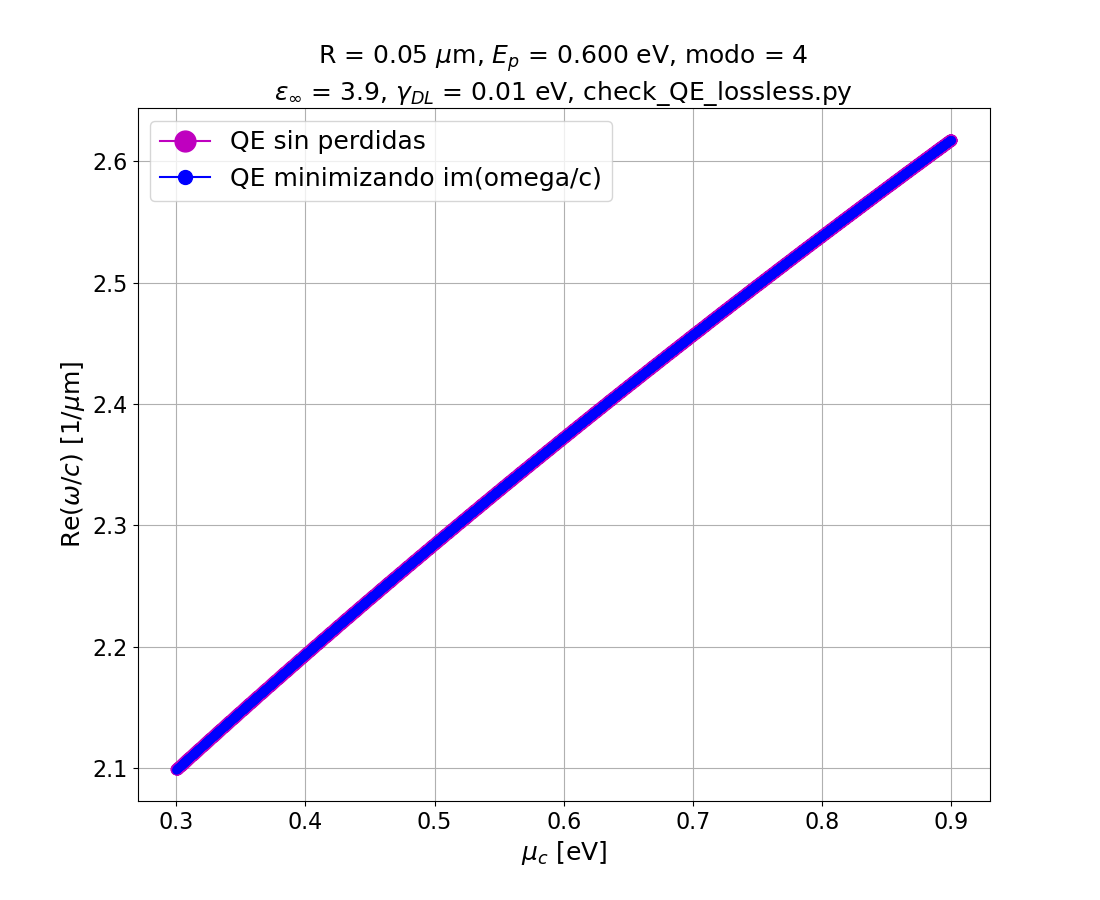 R = 0.05 μm, E_p = 0.600 eV, modo = 4
ε_∞ = 3.9, γ_DL = 0.01 eV, check_QE_lossless.py
QE sin perdidas
QE minimizando im(omega/c)
Re(ω/c) [1/μm]
2.6
2.5
2.4
2.3
2.2
2.1
0.3 0.4 0.5 0.6 0.7 0.8 0.9
μ_c [eV]